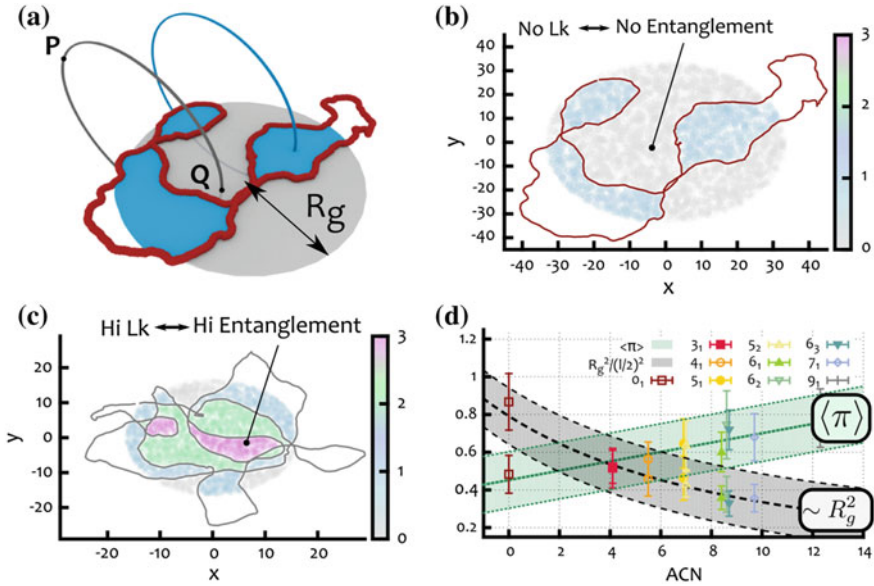 (a)
P
Q
Rg
(b)
No Lk ↔ No Entanglement
y
40
30
20
10
0
-10
-20
-30
-40
-40 -30 -20 -10 0 10 20 30 40
x
3
2
1
0
(c)
Hi Lk ↔ Hi Entanglement
y
20
10
0
-10
-20
-20 -10 0 10 20
x
3
2
1
0
(d)
1.2
1
0.8
0.6
0.4
0.2
<π> 3₁ 5₂ 6₃
Rg²/(l/2)² 4₁ 6₁ 7₁
0₁ 5₁ 6₂ 9₁
⟨π⟩
~ Rg²
0 2 4 6 8 10 12 14
ACN